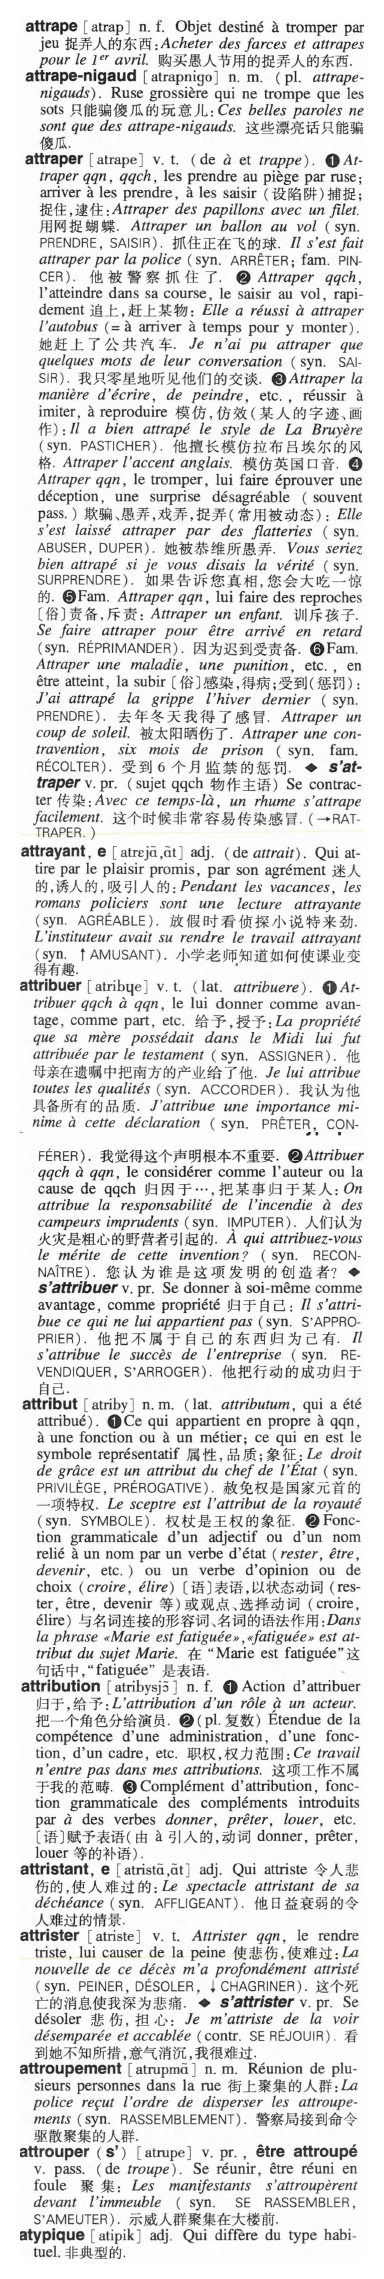 attrape [atrap] n. f. Objet destiné à tromper par
jeu 捉弄人的东西:Acheter des farces et attrapes
pour le 1er avril. 购买愚人节用的捉弄人的东西.
attrape-nigaud [atrapnigo] n. m. ( pl. attrape-
nigauds). Ruse grossière qui ne trompe que les
sots 只能骗傻瓜的玩意儿: Ces belles paroles ne
sont que des attrape-nigauds. 这些漂亮话只能骗
傻瓜.
attraper [atrape] v. t. ( de à et trappe). ❶ At-
traper qqn, qqch, les prendre au piège par ruse;
arriver à les prendre, à les saisir (设陷阱)捕捉;
捉住,逮住:Attraper des papillons avec un filet.
用网捉蝴蝶. Attraper un ballon au vol ( syn.
PRENDRE, SAISIR). 抓住正在飞的球. Il s'est fait
attraper par la police ( syn. ARRÊTER; fam. PIN-
CER). 他被警察抓住了. ❷ Attraper qqch,
l'atteindre dans sa course, le saisir au vol, rapi-
dement 追上,赶上某物: Elle a réussi à attraper
l'autobus (= à arriver à temps pour y monter).
她赶上了公共汽车. Je n'ai pu attraper que
quelques mots de leur conversation ( syn. SAI-
SIR). 我只零星地听见他们的交谈. ❸ Attraper la
manière d'écrire, de peindre, etc. , réussir à
imiter, à reproduire 模仿,仿效(某人的字迹、画
作):Il a bien attrapé le style de La Bruyère
(syn. PASTICHER). 他擅长模仿拉布吕埃尔的风
格. Attraper l'accent anglais. 模仿英国口音. ❹
Attraper qqn, le tromper, lui faire éprouver une
déception, une surprise désagréable ( souvent
pass. ) 欺骗、愚弄,戏弄,捉弄(常用被动态): Elle
s'est laissé attraper par des flatteries ( syn.
ABUSER, DUPER). 她被恭维所愚弄. Vous seriez
bien attrapé si je vous disais la vérité ( syn.
SURPRENDRE). 如果告诉您真相,您会大吃一惊
的. ❺ Fam. Attraper qqn, lui faire des reproches
〔俗〕责备,斥责: Attraper un enfant. 训斥孩子.
Se faire attraper pour être arrivé en retard
(syn. RÉPRIMANDER). 因为迟到受责备. ❻ Fam.
Attraper une maladie, une punition, etc. , en
être atteint, la subir〔俗〕感染,得病;受到(惩罚):
J'ai attrapé la grippe l'hiver dernier ( syn.
PRENDRE). 去年冬天我得了感冒. Attraper un
coup de soleil. 被太阳晒伤了. Attraper une con-
travention, six mois de prison ( syn. fam.
RÉCOLTER). 受到 6 个月监禁的惩罚. ◆ s'at-
traper v. pr. (sujet qqch 物作主语) Se contrac-
ter 传染:Avec ce temps-là, un rhume s'attrape
facilement. 这个时候非常容易传染感冒. (→RAT-
TRAPER. )
attrayant, e [atrejã,ãt] adj. ( de attrait). Qui at-
tire par le plaisir promis, par son agrément 迷人
的,诱人的,吸引人的:Pendant les vacances, les
romans policiers sont une lecture attrayante
( syn. AGRÉABLE). 放假时看侦探小说特来劲.
L'instituteur avait su rendre le travail attrayant
(syn. ↑ AMUSANT). 小学老师知道如何使课业变
得有趣.
attribuer [atribɥe] v. t. ( lat. attribuere). ❶ At-
tribuer qqch à qqn, le lui donner comme avan-
tage, comme part, etc. 给予,授予:La propriété
que sa mère possédait dans le Midi lui fut
attribuée par le testament ( syn. ASSIGNER). 他
母亲在遗嘱中把南方的产业给了他. Je lui attribue
toutes les qualités ( syn. ACCORDER). 我认为他
具备所有的品质. J'attribue une importance mi-
nime à cette déclaration ( syn. PRÊTER, CON-
FÉRER). 我觉得这个声明根本不重要. ❷ Attribuer
qqch à qqn, le considérer comme l'auteur ou la
cause de qqch 归因于…,把某事归于某人: On
attribue la responsabilité de l'incendie à des
campeurs imprudents ( syn. IMPUTER). 人们认为
火灾是粗心的野营者引起的. À qui attribuez-vous
le mérite de cette invention? ( syn. RECON-
NAÎTRE). 您认为谁是这项发明的创造者? ◆
s'attribuer v. pr. Se donner à soi-même comme
avantage, comme propriété 归于自己: Il s'attri-
bue ce qui ne lui appartient pas (syn. S'APPRO-
PRIER). 他把不属于自己的东西归为己有. Il
s'attribue le succès de l'entreprise ( syn. RE-
VENDIQUER, S'ARROGER). 他把行动的成功归于
自己.
attribut [atriby] n. m. ( lat. attributum, qui a été
attribué). ❶ Ce qui appartient en propre à qqn,
à une fonction ou à un métier; ce qui en est le
symbole représentatif 属性,品质;象征:Le droit
de grâce est un attribut du chef de l'État ( syn.
PRIVILÈGE, PRÉROGATIVE). 赦免权是国家元首的
一项特权. Le sceptre est l'attribut de la royauté
( syn. SYMBOLE). 权杖是王权的象征. ❷ Fonc-
tion grammaticale d'un adjectif ou d'un nom
relié à un nom par un verbe d'état ( rester, être,
devenir, etc. ) ou un verbe d'opinion ou de
choix ( croire, élire)〔语〕表语,以状态动词 ( res-
ter, être, devenir 等)或观点、选择动词 ( croire,
élire) 与名词连接的形容词、名词的语法作用:Dans
la phrase «Marie est fatiguée», «fatiguée» est at-
tribut du sujet Marie. 在 “Marie est fatiguée”这
句话中,“fatiguée” 是表语.
attribution [atribysjɔ̃] n. f. ❶ Action d'attribuer
归于,给予:L'attribution d'un rôle à un acteur.
把一个角色分给演员. ❷ (pl. 复数) Étendue de la
compétence d'une administration, d'une fonc-
tion, d'un cadre, etc. 职权,权力范围:Ce travail
n'entre pas dans mes attributions. 这项工作不属
于我的范畴. ❸ Complément d'attribution, fonc-
tion grammaticale des compléments introduits
par à des verbes donner, prêter, louer, etc.
〔语〕赋予表语(由 à 引入的,动词 donner, prêter,
louer 等的补语).
attristant, e [atristã,ãt] adj. Qui attriste 令人悲
伤的,使人难过的: Le spectacle attristant de sa
déchéance ( syn. AFFLIGEANT). 他日益衰弱的令
人难过的情景.
attrister [atriste] v. t. Attrister qqn, le rendre
triste, lui causer de la peine 使悲伤,使难过:La
nouvelle de ce décès m'a profondément attristé
( syn. PEINER, DÉSOLER, ↓ CHAGRINER). 这个死
亡的消息使我深为悲痛. ◆ s'attrister v. pr. Se
désoler 悲伤, 担心: Je m'attriste de la voir
désemparée et accablée ( contr. SE RÉJOUIR). 看
到她不知所措,意气消沉,我很难过.
attroupement [atrupmã] n. m. Réunion de plu-
sieurs personnes dans la rue 街上聚集的人群:La
police reçut l'ordre de disperser les attroupe-
ments ( syn. RASSEMBLEMENT). 警察局接到命令
驱散聚集的人群.
attrouper ( s') [atrupe] v. pr. , être attroupé
v. pass. ( de troupe). Se réunir, être réuni en
foule 聚集: Les manifestants s'attroupèrent
devant l'immeuble ( syn. SE RASSEMBLER,
S'AMEUTER). 示威人群聚集在大楼前.
atypique [atipik] adj. Qui diffère du type habi-
tuel. 非典型的.